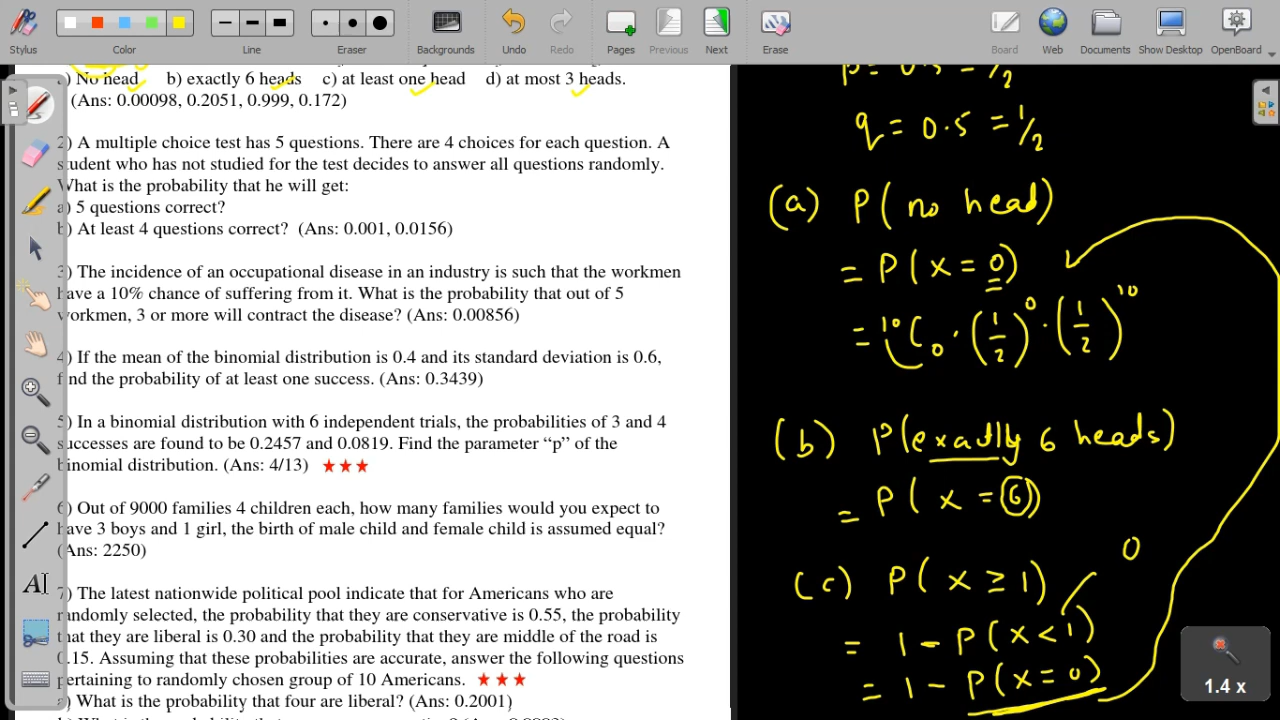 Stylus Color Line Eraser Backgrounds Undo Redo Pages Previous Next Erase Board Web Documents Show Desktop OpenBoard
a) No head b) exactly 6 heads c) at least one head d) at most 3 heads.
(Ans: 0.00098, 0.2051, 0.999, 0.172)
2) A multiple choice test has 5 questions. There are 4 choices for each question. A
student who has not studied for the test decides to answer all questions randomly.
What is the probability that he will get:
a) 5 questions correct?
b) At least 4 questions correct? (Ans: 0.001, 0.0156)
3) The incidence of an occupational disease in an industry is such that the workmen
have a 10% chance of suffering from it. What is the probability that out of 5
workmen, 3 or more will contract the disease? (Ans: 0.00856)
4) If the mean of the binomial distribution is 0.4 and its standard deviation is 0.6,
find the probability of at least one success. (Ans: 0.3439)
5) In a binomial distribution with 6 independent trials, the probabilities of 3 and 4
successes are found to be 0.2457 and 0.0819. Find the parameter “p” of the
binomial distribution. (Ans: 4/13) ★★★
6) Out of 9000 families 4 children each, how many families would you expect to
have 3 boys and 1 girl, the birth of male child and female child is assumed equal?
(Ans: 2250)
7) The latest nationwide political pool indicate that for Americans who are
randomly selected, the probability that they are conservative is 0.55, the probability
that they are liberal is 0.30 and the probability that they are middle of the road is
0.15. Assuming that these probabilities are accurate, answer the following questions
pertaining to randomly chosen group of 10 Americans. ★★★
a) What is the probability that four are liberal? (Ans: 0.2001)
p = 0.5 = 1/2
q = 0.5 = 1/2
(a) P( no head)
= P( x = 0)
= ¹⁰C₀ · (1/2)⁰ · (1/2)¹⁰
(b) P(exactly 6 heads)
= P( x = 6)
0
(c) P( x ≥ 1)
= 1 - P( x < 1)
= 1 - P( x = 0)
1.4 x